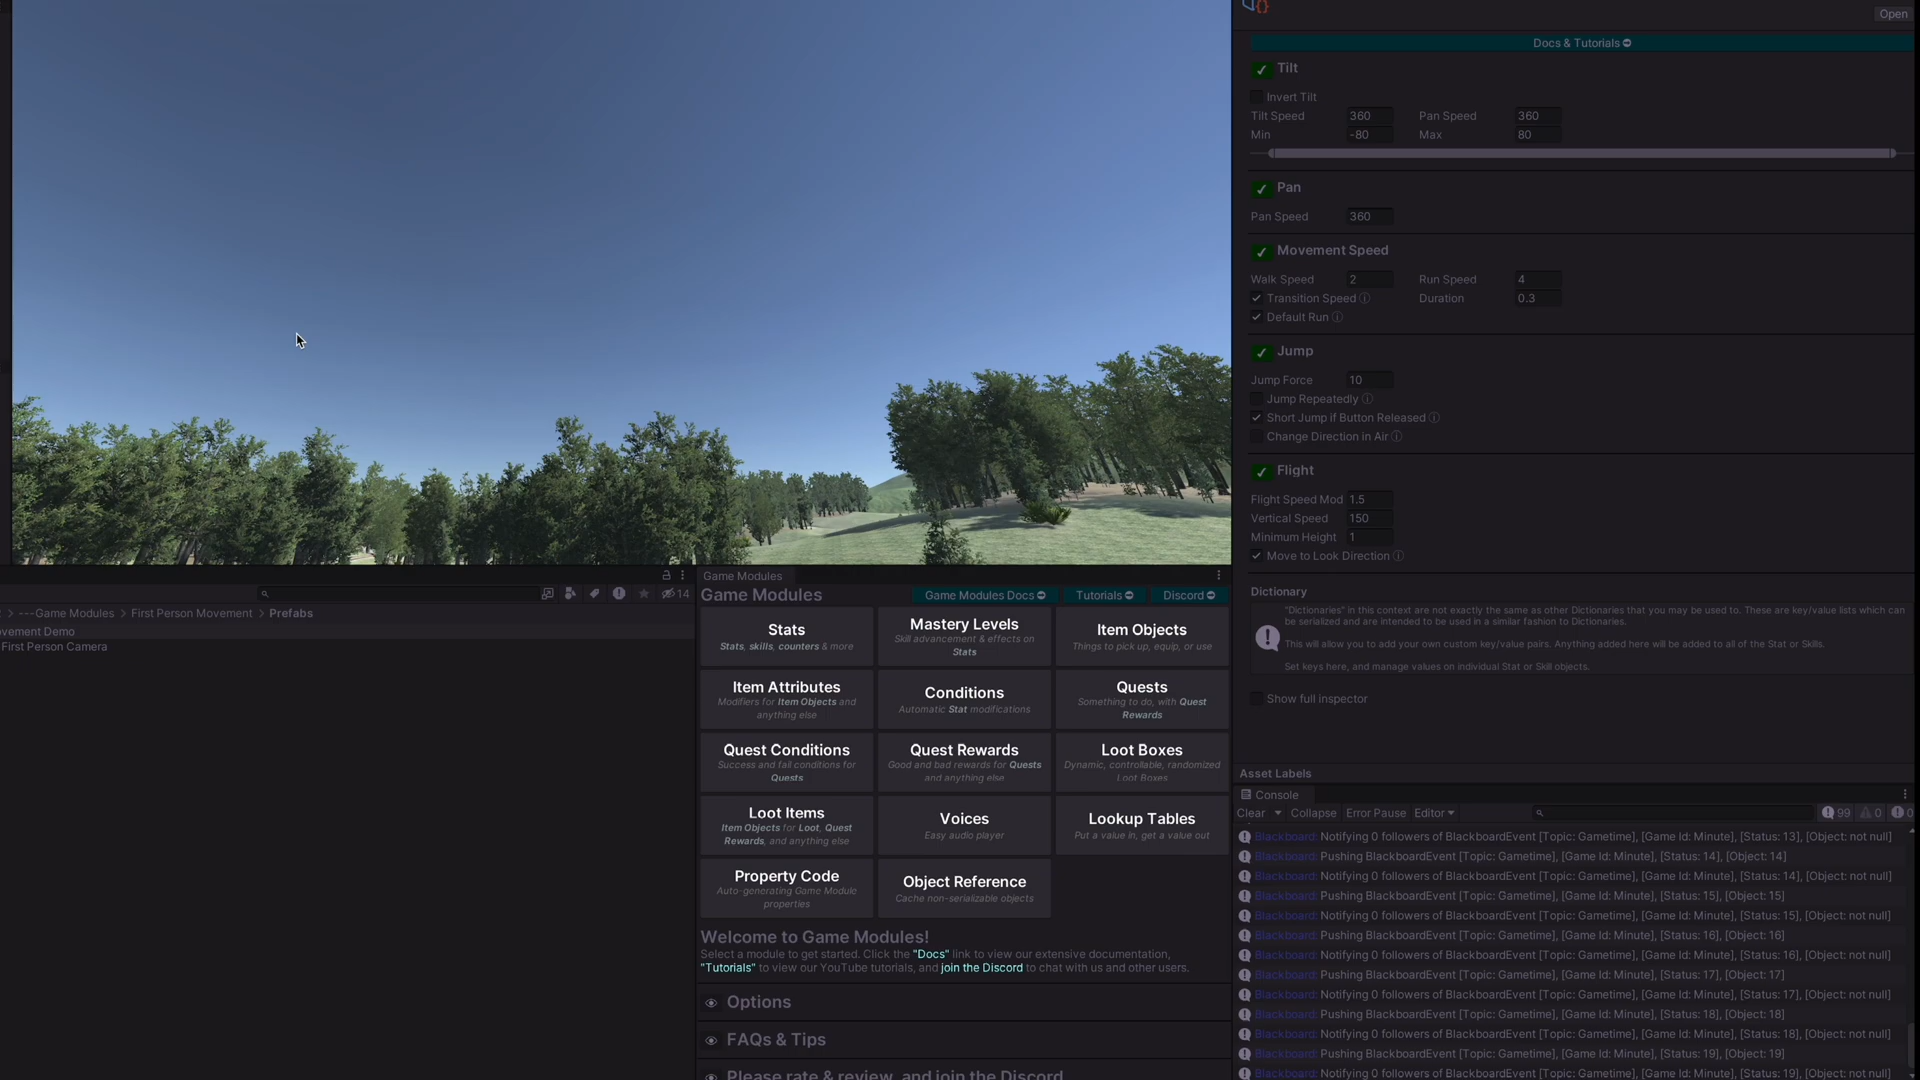 Open
Docs & Tutorials
Tilt
Invert Tilt
Tilt Speed 360 Pan Speed 360
Min -80 Max 80
Pan
Pan Speed 360
Movement Speed
Walk Speed 2 Run Speed 4
Transition Speed Duration 0.3
Default Run
Jump
Jump Force 10
Jump Repeatedly
Short Jump if Button Released
Change Direction in Air
Flight
Flight Speed Mod 1.5
Vertical Speed 150
Minimum Height 1
Move to Look Direction
Dictionary
"Dictionaries" in this context are not exactly the same as other Dictionaries that you may be used to. These are key/value lists which can
be serialized and are intended to be used in a similar fashion to Dictionaries.
This will allow you to add your own custom key/value pairs. Anything added here will be added to all of the Stat or Skills.
Set keys here, and manage values on individual Stat or Skill objects.
Show full inspector
Asset Labels
14
> ---Game Modules > First Person Movement > Prefabs
vement Demo
First Person Camera
Game Modules
Game Modules Game Modules Docs Tutorials Discord
Stats
Stats, skills, counters & more
Mastery Levels
Skill advancement & effects on
Stats
Item Objects
Things to pick up, equip, or use
Item Attributes
Modifiers for Item Objects and
anything else
Conditions
Automatic Stat modifications
Quests
Something to do, with Quest
Rewards
Quest Conditions
Success and fail conditions for
Quests
Quest Rewards
Good and bad rewards for Quests
and anything else
Loot Boxes
Dynamic, controllable, randomized
Loot Boxes
Loot Items
Item Objects for Loot, Quest
Rewards, and anything else
Voices
Easy audio player
Lookup Tables
Put a value in, get a value out
Property Code
Auto-generating Game Module
properties
Object Reference
Cache non-serializable objects
Welcome to Game Modules!
Select a module to get started. Click the "Docs" link to view our extensive documentation,
"Tutorials" to view our YouTube tutorials, and join the Discord to chat with us and other users.
Options
FAQs & Tips
Please rate & review, and join the Discord
Console
Clear Collapse Error Pause Editor 99 0 0
Blackboard: Notifying 0 followers of BlackboardEvent [Topic: Gametime], [Game Id: Minute], [Status: 13], [Object: not null]
Blackboard: Pushing BlackboardEvent [Topic: Gametime], [Game Id: Minute], [Status: 14], [Object: 14]
Blackboard: Notifying 0 followers of BlackboardEvent [Topic: Gametime], [Game Id: Minute], [Status: 14], [Object: not null]
Blackboard: Pushing BlackboardEvent [Topic: Gametime], [Game Id: Minute], [Status: 15], [Object: 15]
Blackboard: Notifying 0 followers of BlackboardEvent [Topic: Gametime], [Game Id: Minute], [Status: 15], [Object: not null]
Blackboard: Pushing BlackboardEvent [Topic: Gametime], [Game Id: Minute], [Status: 16], [Object: 16]
Blackboard: Notifying 0 followers of BlackboardEvent [Topic: Gametime], [Game Id: Minute], [Status: 16], [Object: not null]
Blackboard: Pushing BlackboardEvent [Topic: Gametime], [Game Id: Minute], [Status: 17], [Object: 17]
Blackboard: Notifying 0 followers of BlackboardEvent [Topic: Gametime], [Game Id: Minute], [Status: 17], [Object: not null]
Blackboard: Pushing BlackboardEvent [Topic: Gametime], [Game Id: Minute], [Status: 18], [Object: 18]
Blackboard: Notifying 0 followers of BlackboardEvent [Topic: Gametime], [Game Id: Minute], [Status: 18], [Object: not null]
Blackboard: Pushing BlackboardEvent [Topic: Gametime], [Game Id: Minute], [Status: 19], [Object: 19]
Blackboard: Notifying 0 followers of BlackboardEvent [Topic: Gametime], [Game Id: Minute], [Status: 19], [Object: not null]